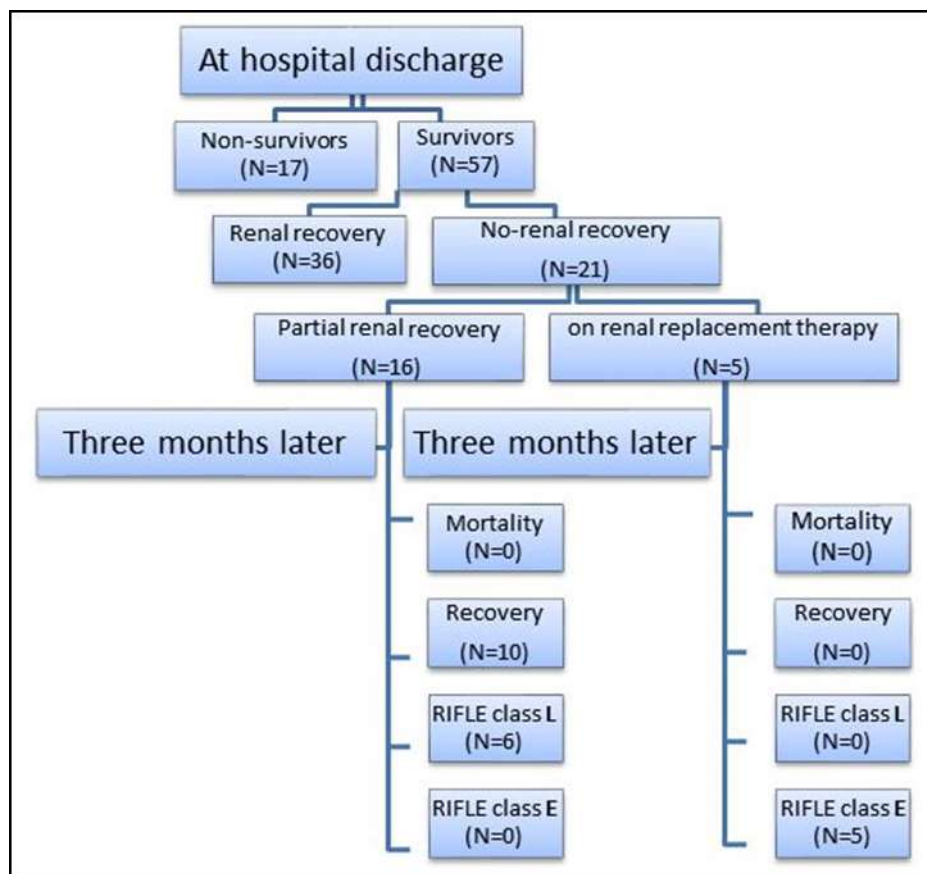 At hospital discharge
Non-survivors
(N=17)
Survivors
(N=57)
Renal recovery
(N=36)
No-renal recovery
(N=21)
Partial renal recovery
(N=16)
on renal replacement therapy
(N=5)
Three months later
Three months later
Mortality
(N=0)
Recovery
(N=10)
RIFLE class L
(N=6)
RIFLE class E
(N=0)
Mortality
(N=0)
Recovery
(N=0)
RIFLE class L
(N=0)
RIFLE class E
(N=5)